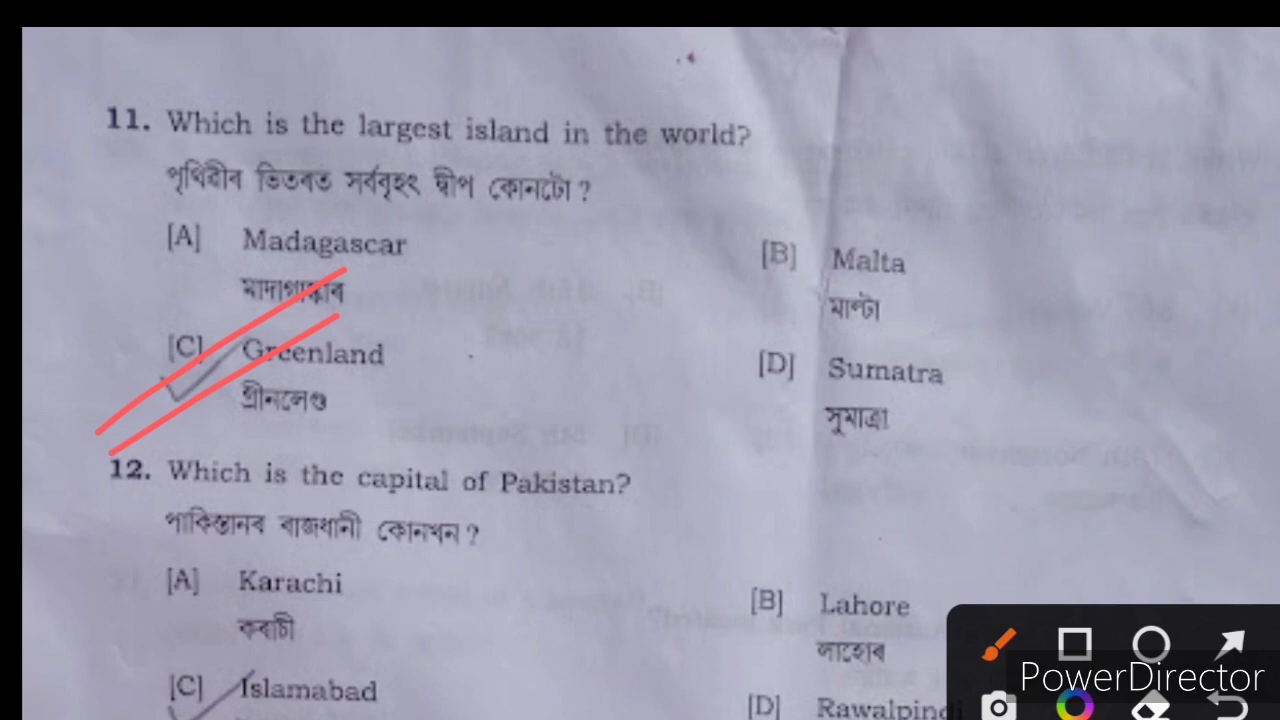 11. Which is the largest island in the world?
পৃথিৱীৰ ভিতৰত সৰ্ববৃহৎ দ্বীপ কোনটো ?
[A] Madagascar [B] Malta
মাদাগাস্কাৰ মাল্টা
[C] Greenland [D] Sumatra
গ্ৰীনলেণ্ড সুমাত্ৰা
12. Which is the capital of Pakistan?
পাকিস্তানৰ ৰাজধানী কোনখন ?
[A] Karachi [B] Lahore
কৰাচী লাহোৰ
[C] Islamabad [D] Rawalpindi
PowerDirector